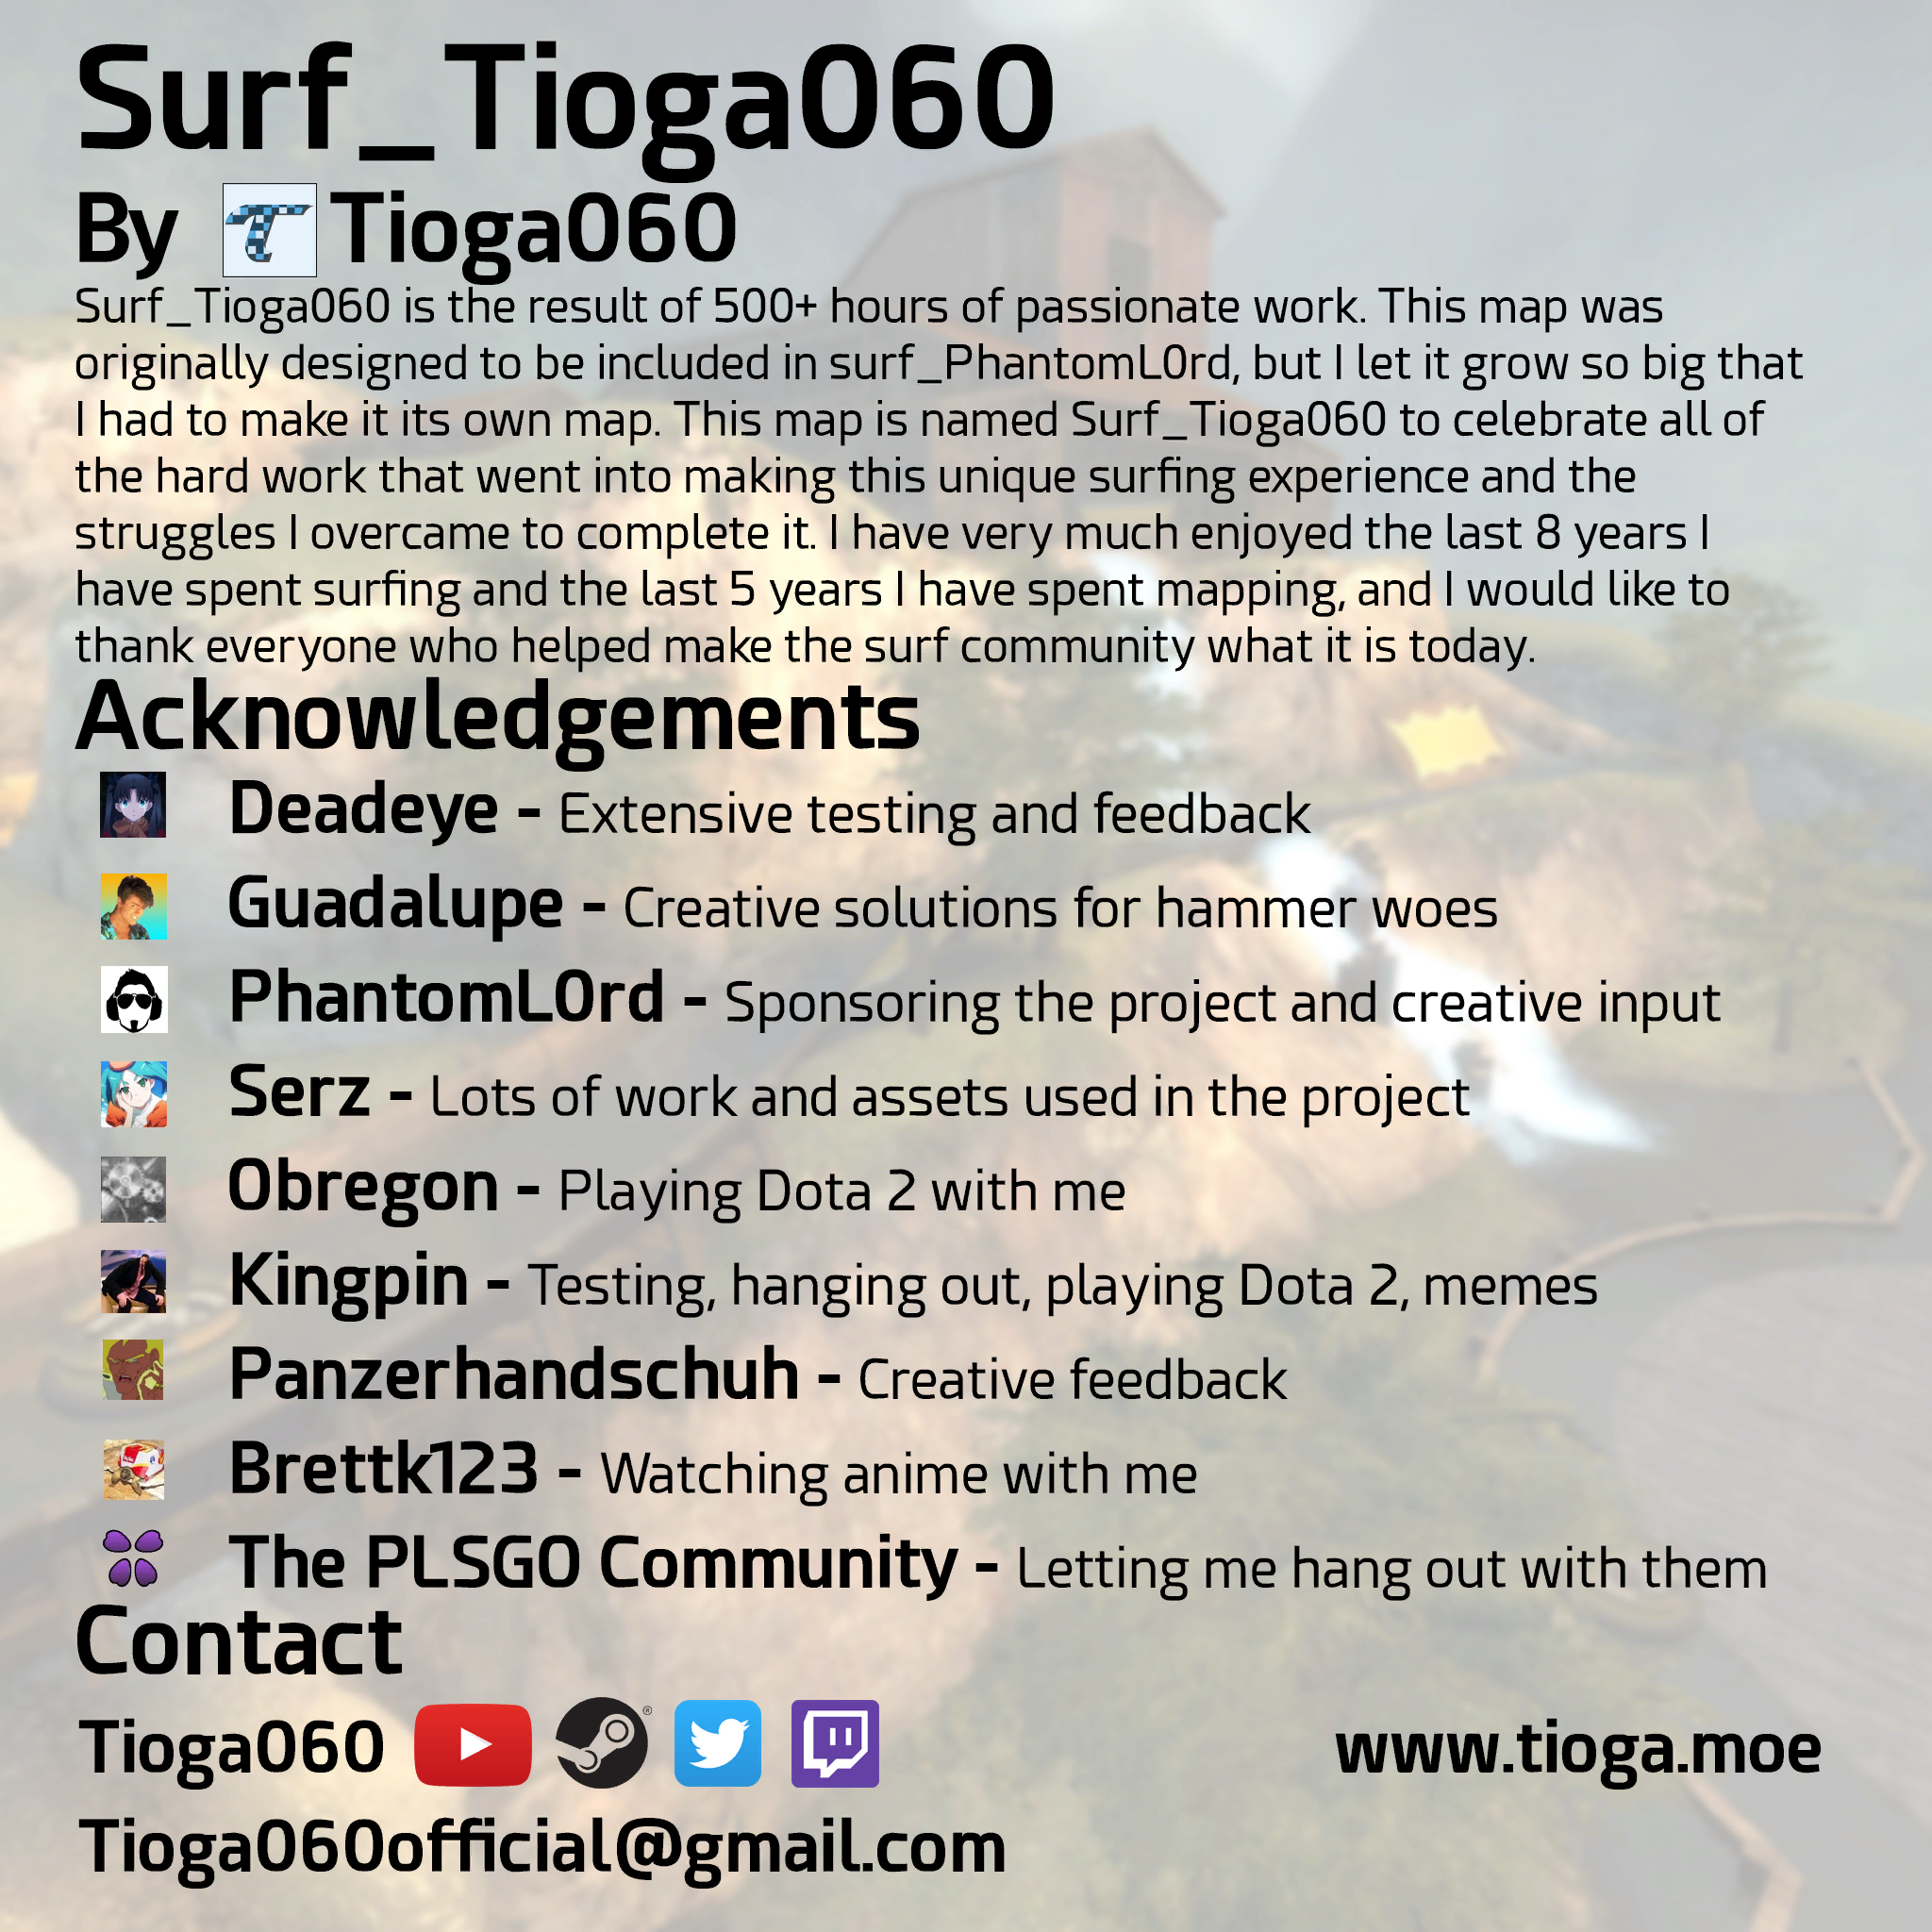 Surf_Tioga060
By Tioga060
Surf_Tioga060 is the result of 500+ hours of passionate work. This map was
originally designed to be included in surf_PhantomL0rd, but I let it grow so big that
I had to make it its own map. This map is named Surf_Tioga060 to celebrate all of
the hard work that went into making this unique surfing experience and the
struggles I overcame to complete it. I have very much enjoyed the last 8 years I
have spent surfing and the last 5 years I have spent mapping, and I would like to
thank everyone who helped make the surf community what it is today.
Acknowledgements
Deadeye - Extensive testing and feedback
Guadalupe - Creative solutions for hammer woes
PhantomL0rd - Sponsoring the project and creative input
Serz - Lots of work and assets used in the project
Obregon - Playing Dota 2 with me
Kingpin - Testing, hanging out, playing Dota 2, memes
Panzerhandschuh - Creative feedback
Brettk123 - Watching anime with me
The PLSGO Community - Letting me hang out with them
Contact
Tioga060 ® www.tioga.moe
Tioga060official@gmail.com